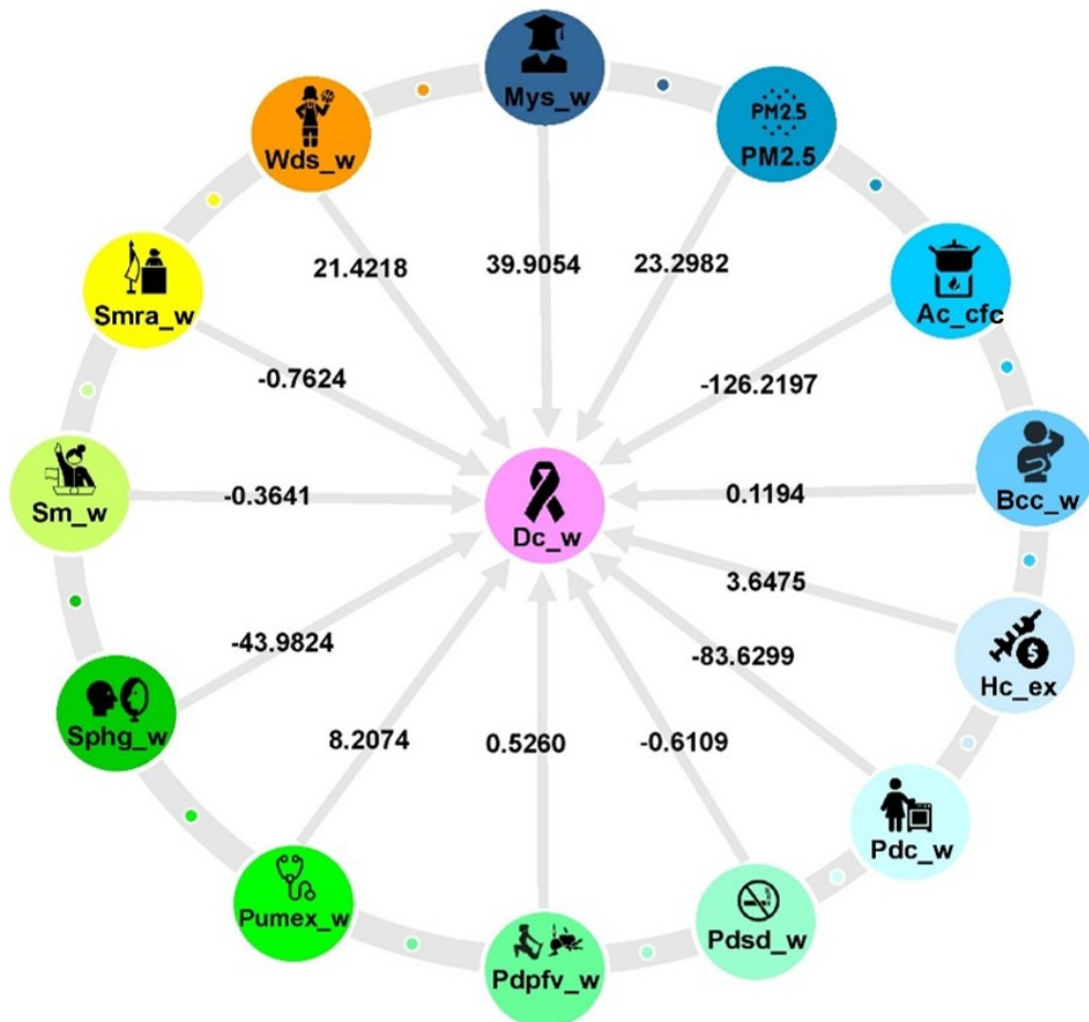 Mys_w
PM2.5
PM2.5
Wds_w
Ac_cfc
Smra_w
21.4218
39.9054
23.2982
-0.7624
-126.2197
Sm_w
-0.3641
Dc_w
0.1194
Bcc_w
3.6475
-43.9824
-83.6299
Hc_ex
$
Sphg_w
8.2074
0.5260
-0.6109
Pdc_w
Pumex_w
Pdpfv_w
Pdsd_w